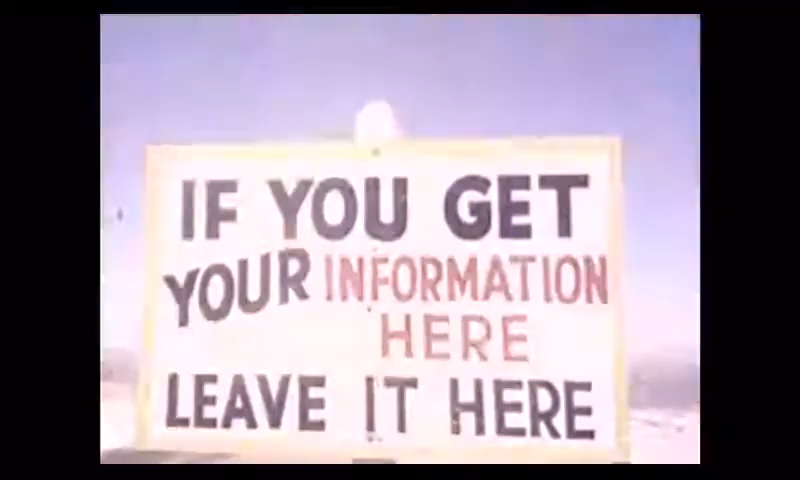 IF YOU GET
YOUR INFORMATION
HERE
LEAVE IT HERE